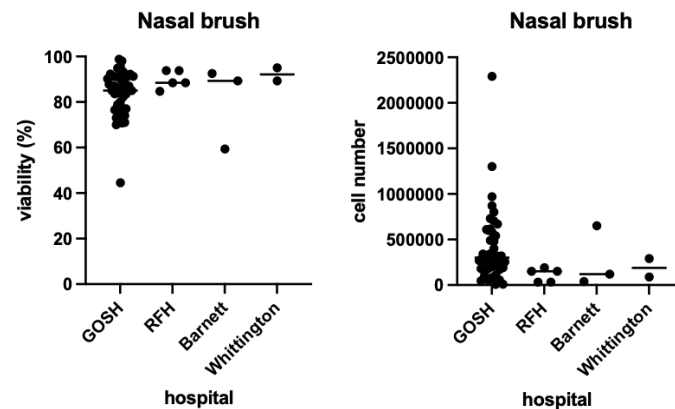 Nasal brush
viability (%)
100
80
60
40
20
0
GOSH
RFH
Barnett
Whittington
hospital
Nasal brush
cell number
2500000
2000000
1500000
1000000
500000
0
GOSH
RFH
Barnett
Whittington
hospital